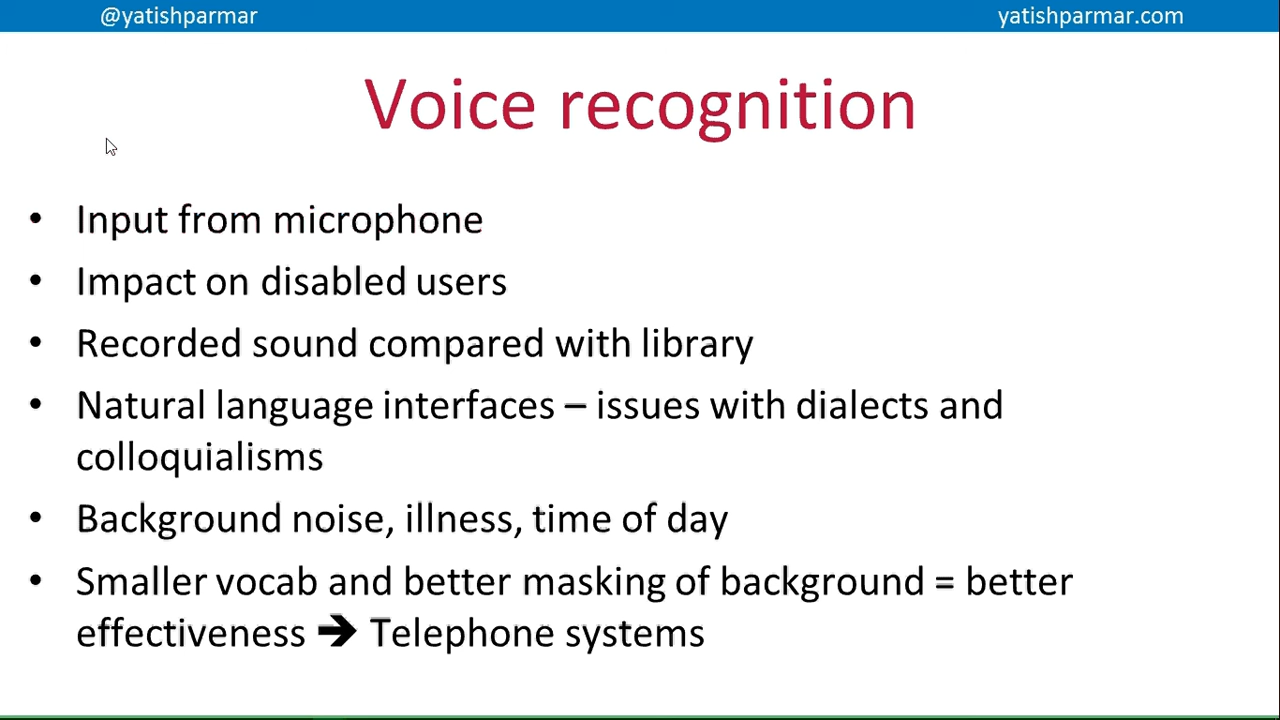 @yatishparmar
yatishparmar.com
Voice recognition
• Input from microphone
• Impact on disabled users
• Recorded sound compared with library
• Natural language interfaces – issues with dialects and
colloquialisms
• Background noise, illness, time of day
• Smaller vocab and better masking of background = better
effectiveness ➔ Telephone systems